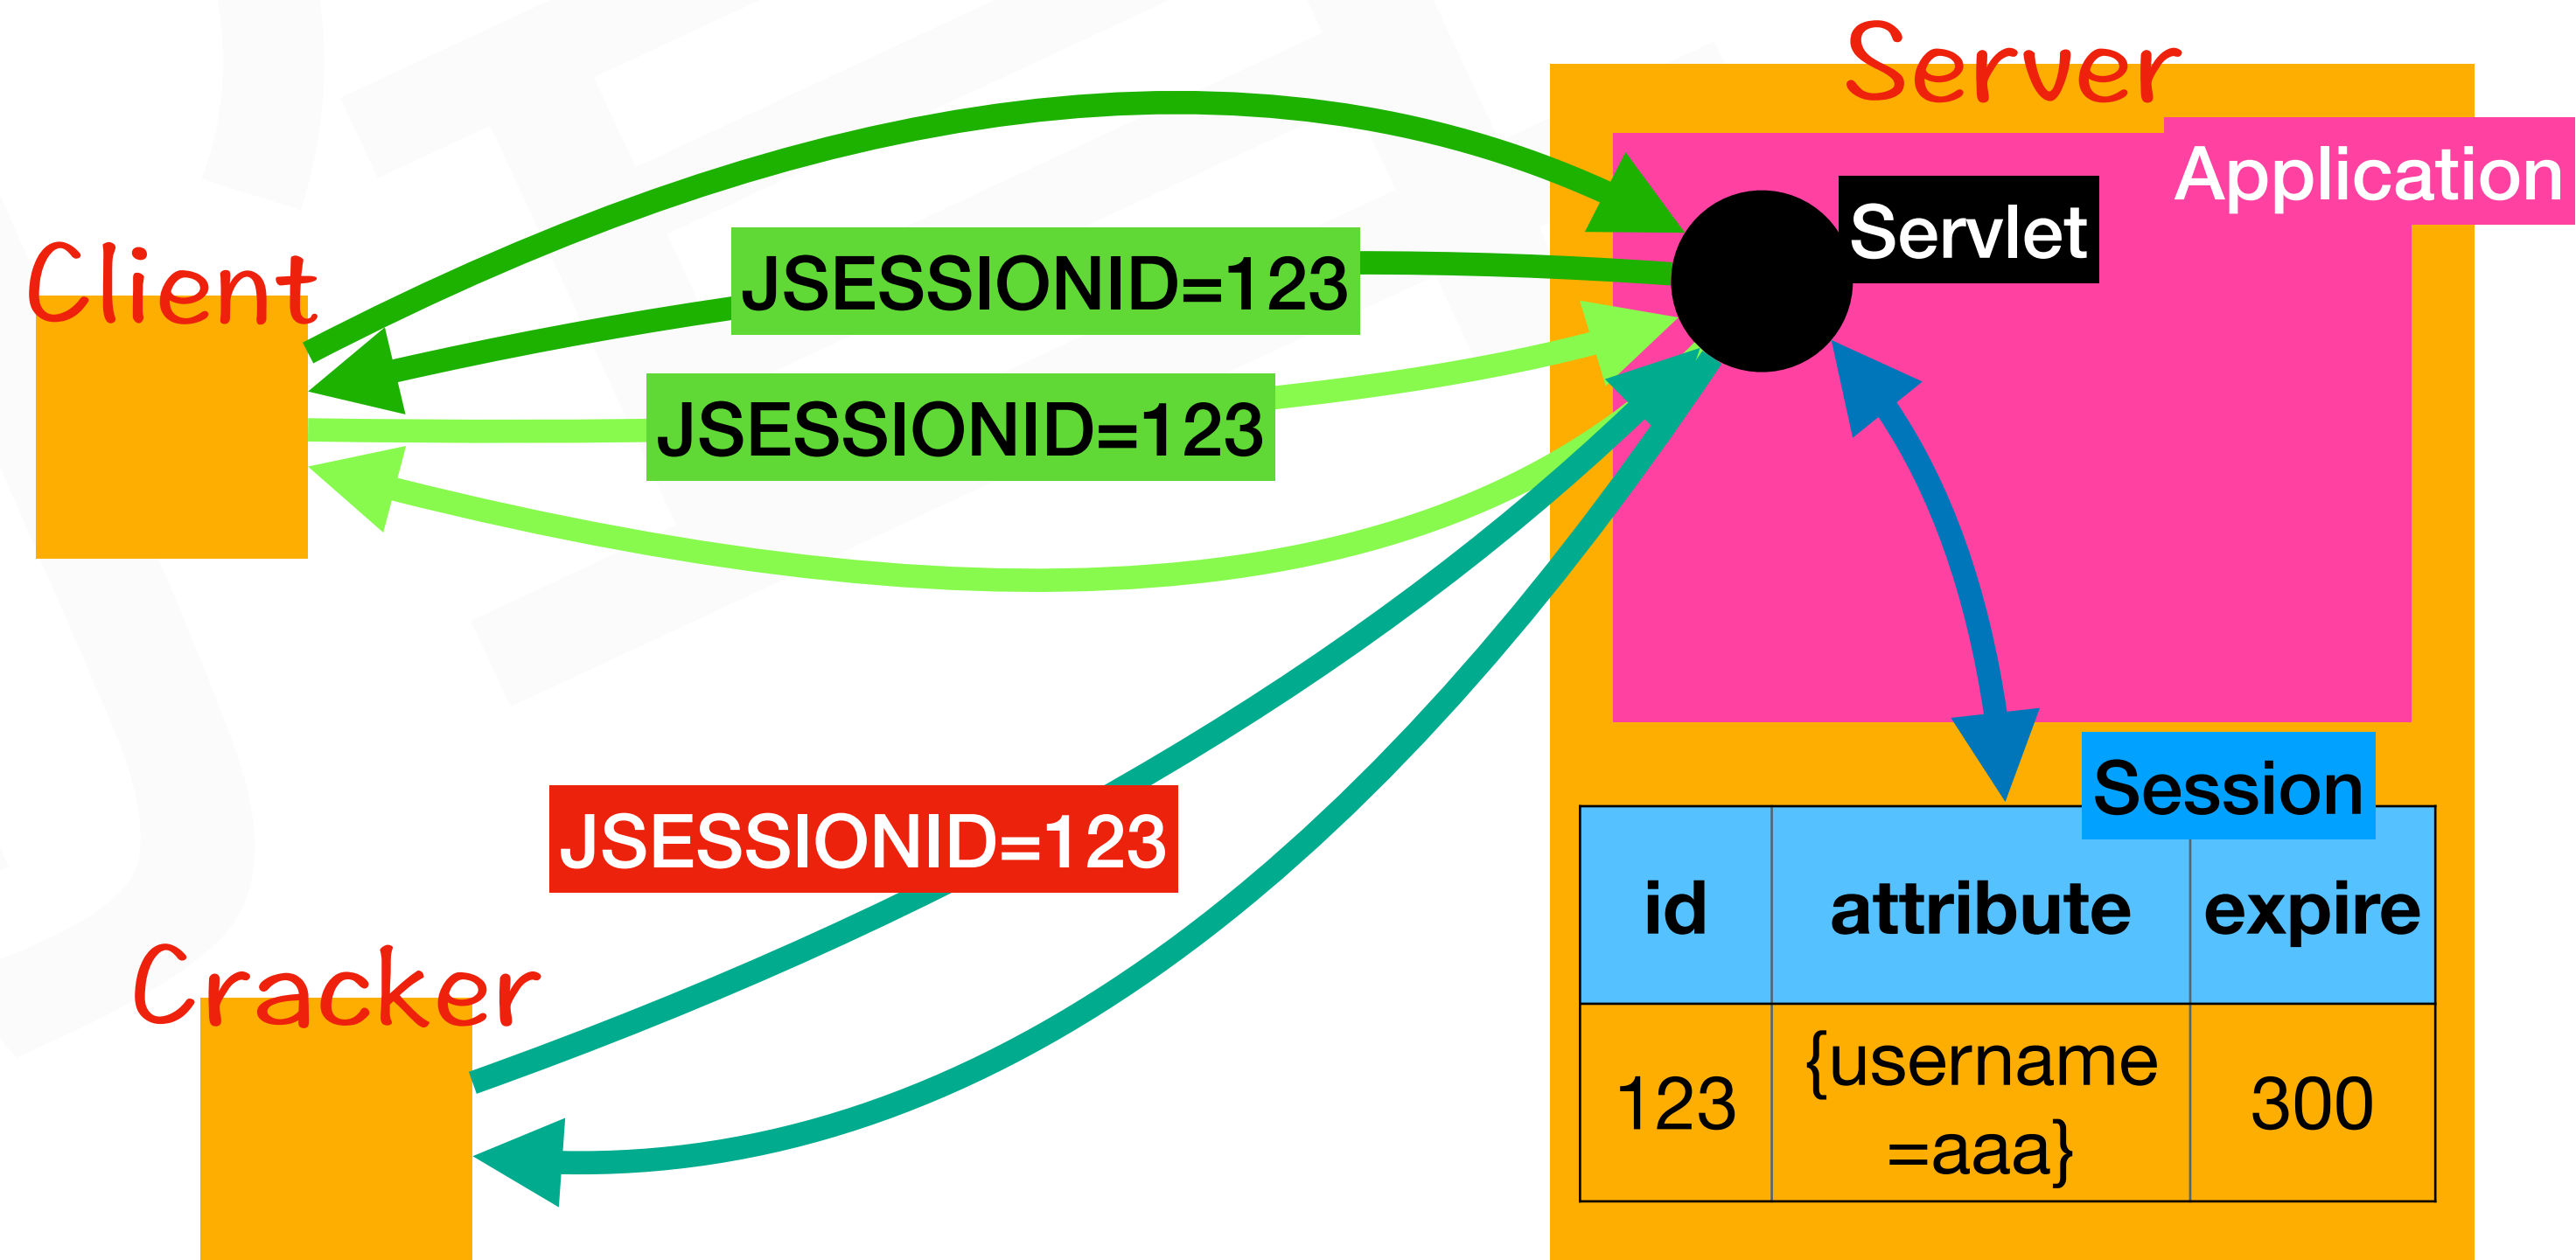 Server
Application
Servlet
Client
JSESSIONID=123
JSESSIONID=123
JSESSIONID=123
Cracker
Session
id attribute expire
123 {username
=aaa} 300